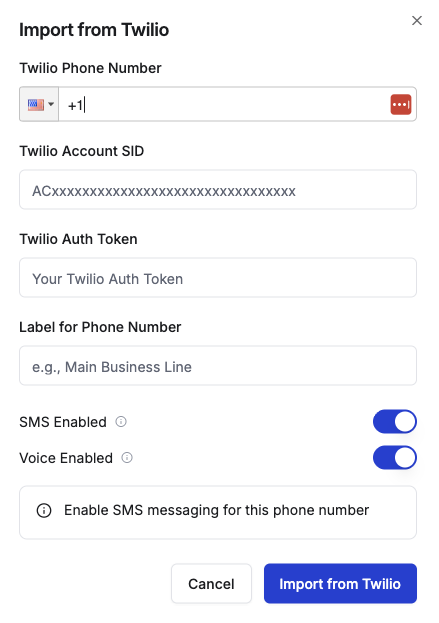 Import from Twilio
Twilio Phone Number
+1
Twilio Account SID
ACxxxxxxxxxxxxxxxxxxxxxxxxxxxxxxxx
Twilio Auth Token
Your Twilio Auth Token
Label for Phone Number
e.g., Main Business Line
SMS Enabled
Voice Enabled
Enable SMS messaging for this phone number
Cancel Import from Twilio